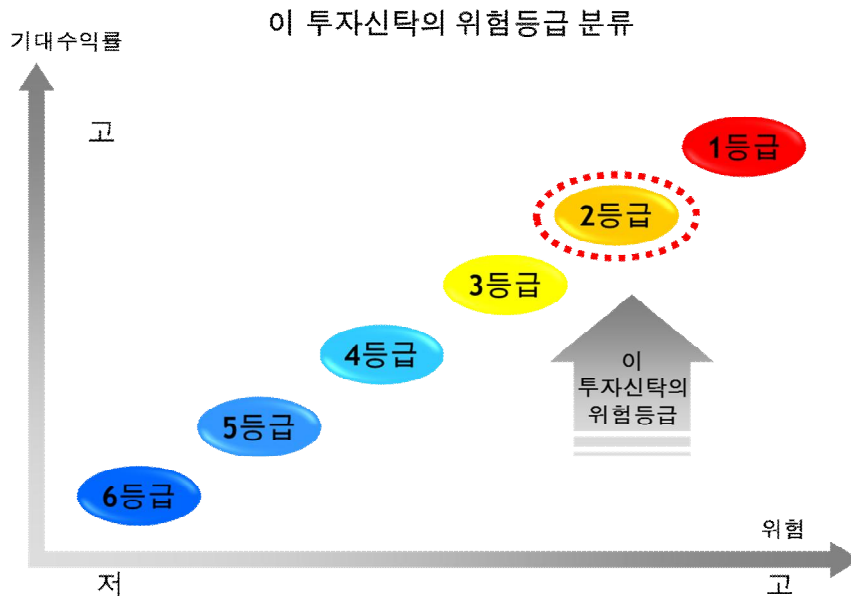 이 투자신탁의 위험등급 분류
기대수익률
고
1등급
2등급
3등급
4등급
5등급
6등급
이
투자신탁의
위험등급
위험
저
고